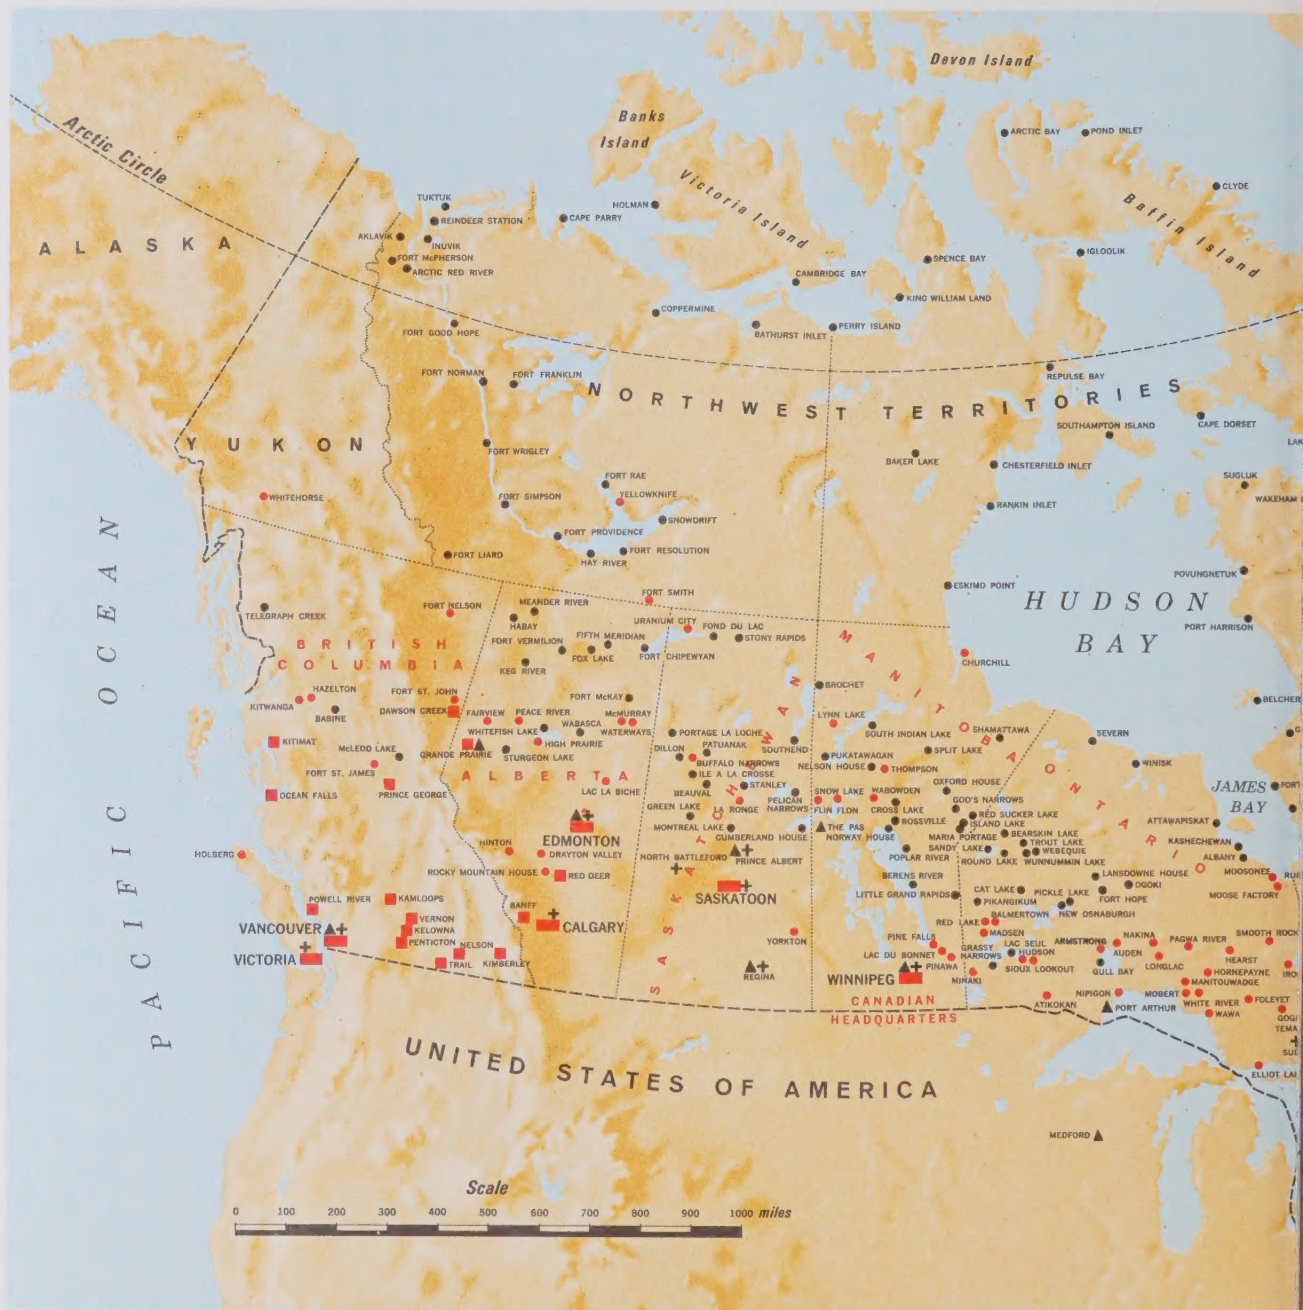 Devon Island
Banks
Island
Arctic Circle
ARCTIC BAY
POND INLET
Victoria Island
CLYDE
Baffin Island
TUKTUK
HOLMAN
REINDEER STATION
CAPE PARRY
AKLAVIK
INUVIK
ALASKA
FORT McPHERSON
ARCTIC RED RIVER
IGLOOLIK
SPENCE BAY
CAMBRIDGE BAY
KING WILLIAM LAND
COPPERMINE
FORT GOOD HOPE
BATHURST INLET
PERRY ISLAND
FORT NORMAN
FORT FRANKLIN
REPULSE BAY
NORTHWEST TERRITORIES
CAPE DORSET
SOUTHAMPTON ISLAND
LAK
YUKON
FORT WRIGLEY
BAKER LAKE
CHESTERFIELD INLET
SUGLUK
FORT RAE
WHITEHORSE
FORT SIMPSON
YELLOWKNIFE
WAKEHAM
RANKIN INLET
SNOWDRIFT
FORT PROVIDENCE
FORT LIARD
HAY RIVER
FORT RESOLUTION
POVUNGNETUK
ESKIMO POINT
FORT SMITH
HUDSON
BAY
PORT HARRISON
TELEGRAPH CREEK
FORT NELSON
MEANDER RIVER
HABAY
URANIUM CITY
FOND DU LAC
STONY RAPIDS
BRITISH
COLUMBIA
FORT VERMILION
FIFTH MERIDIAN
FOX LAKE
FORT CHIPEWYAN
KEG RIVER
MANITOBA
CHURCHILL
SASKATCHEWAN
BROCHET
HAZELTON
KITWANGA
BABINE
FORT ST. JOHN
DAWSON CREEK
FAIRVIEW
PEACE RIVER
FORT McKAY
McMURRAY
WATERWAYS
WABASCA
WHITEFISH LAKE
HIGH PRAIRIE
BELCHER
LYNN LAKE
SOUTH INDIAN LAKE
SHAMATTAWA
SEVERN
G
PORTAGE LA LOCHE
DILLON
PATUANAK
SOUTHEND
KITIMAT
McLEOD LAKE
GRANDE PRAIRIE
STURGEON LAKE
BUFFALO NARROWS
PUKATAWAGAN
SPLIT LAKE
NELSON HOUSE
THOMPSON
WINISK
FORT ST. JAMES
ALBERTA
ILE A LA CROSSE
ONTARIO
OXFORD HOUSE
OCEAN FALLS
PRINCE GEORGE
LAC LA BICHE
BEAUVAL
STANLEY
PELICAN
NARROWS
SNOW LAKE
WABOWDEN
JAMES
BAY
FORT
GREEN LAKE
LA RONGE
FLIN FLON
CROSS LAKE
GOD'S NARROWS
RED SUCKER LAKE
ROSSVILLE
ISLAND LAKE
EDMONTON
MONTREAL LAKE
CUMBERLAND HOUSE
THE PAS
NORWAY HOUSE
MARIA PORTAGE
BEARSKIN LAKE
TROUT LAKE
ATTAWAPISKAT
HOLBERG
HINTON
DRAYTON VALLEY
NORTH BATTLEFORD
PRINCE ALBERT
POPLAR RIVER
SANDY LAKE
WEBEQUIE
ROUND LAKE
WUNNUMMIN LAKE
KASHECHEWAN
ALBANY
ROCKY MOUNTAIN HOUSE
RED DEER
SASKATOON
BERENS RIVER
LANSDOWNE HOUSE
OGOKI
MOOSONEE
RUP
MOOSE FACTORY
LITTLE GRAND RAPIDS
CAT LAKE
PICKLE LAKE
FORT HOPE
PIKANGIKUM
NEW OSNABURGH
POWELL RIVER
KAMLOOPS
BANFF
CALGARY
VANCOUVER
VERNON
KELOWNA
PENTICTON
YORKTON
RED LAKE
BALMERTOWN
MADSEN
VICTORIA
NELSON
TRAIL
KIMBERLEY
PINE FALLS
LAC DU BONNET
PINAWA
GRASSY
NARROWS
LAC SEUL
HUDSON
SIOUX LOOKOUT
ARMSTRONG
NAKINA
AUDEN
PAGWA RIVER
SMOOTH ROCK
HEARST
GULL BAY
LONGLAC
REGINA
WINNIPEG
MINAKI
HORNEPAYNE
IRO
MANITOUWADGE
CANADIAN
HEADQUARTERS
ATIKOKAN
NIPIGON
MOBERT
WHITE RIVER
FOLEYET
PORT ARTHUR
WAWA
GOGA
TEMA
SUD
PACIFIC OCEAN
UNITED STATES OF AMERICA
ELLIOT LAK
MEDFORD
Scale
0 100 200 300 400 500 600 700 800 900 1000 miles